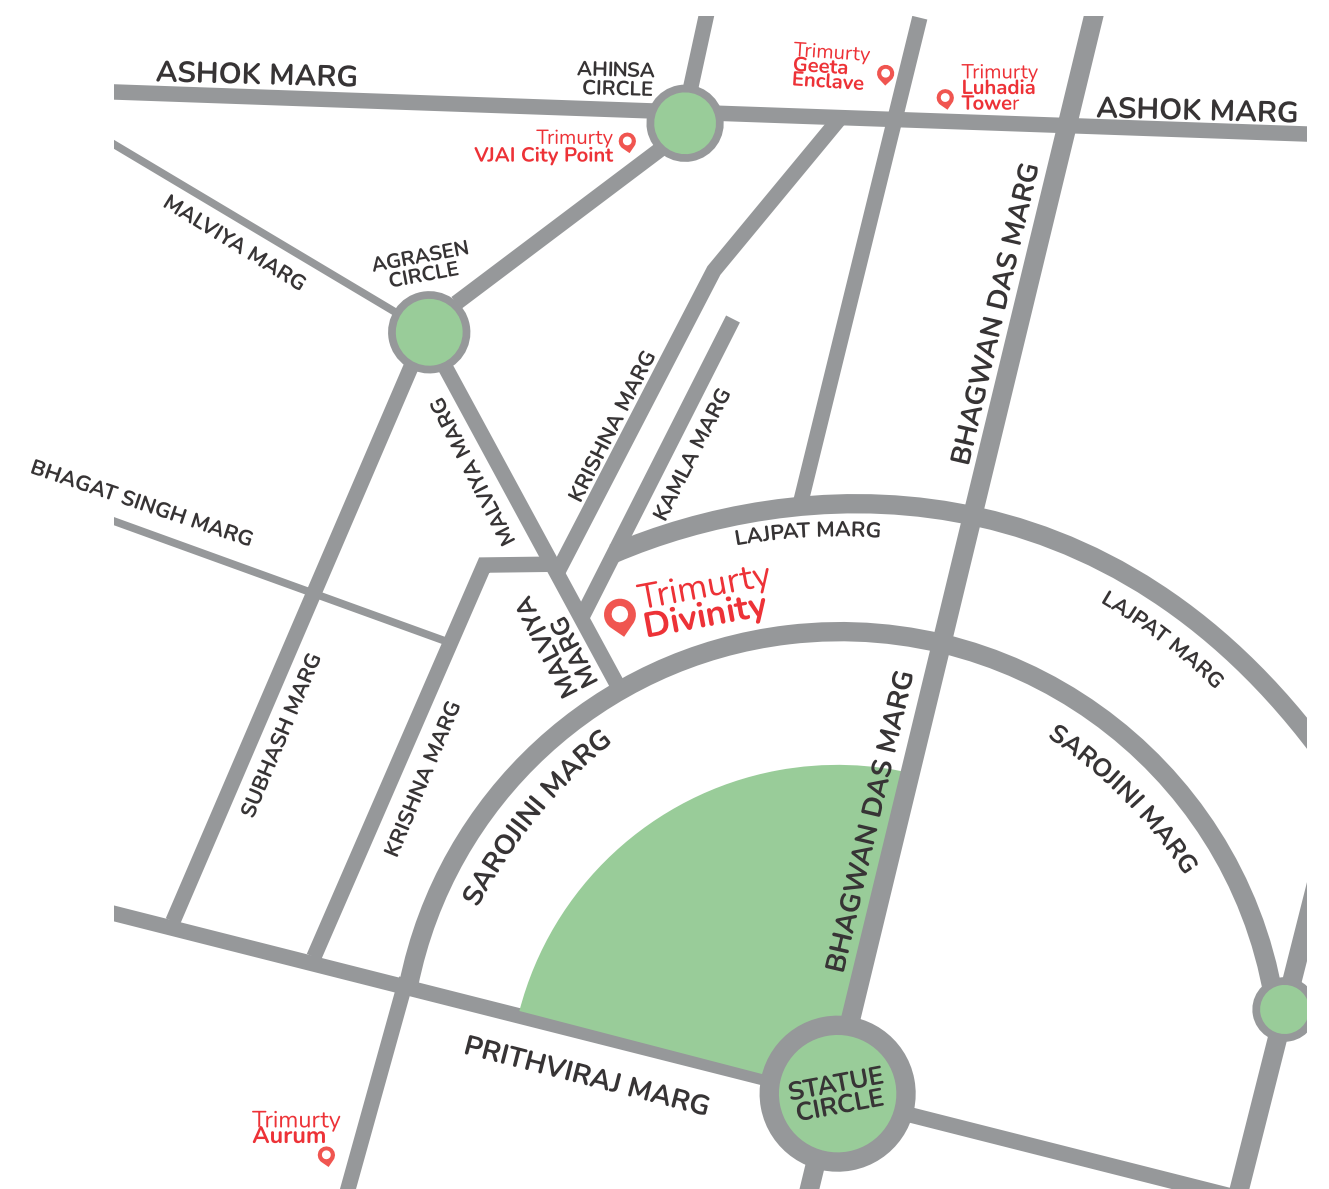 Trimurty
Geeta
Enclave
ASHOK MARG
AHINSA
CIRCLE
Trimurty
Luhadia
Tower
ASHOK MARG
Trimurty
VJAI City Point
MALVIYA MARG
AGRASEN
CIRCLE
BHAGWAN DAS MARG
KRISHNA MARG
KAMLA MARG
MALVIYA MARG
BHAGAT SINGH MARG
LAJPAT MARG
Trimurty
Divinity
MALVIYA
MARG
LAJPAT MARG
SUBHASH MARG
KRISHNA MARG
SAROJINI MARG
BHAGWAN DAS MARG
SAROJINI MARG
PRITHVIRAJ MARG
STATUE
CIRCLE
Trimurty
Aurum